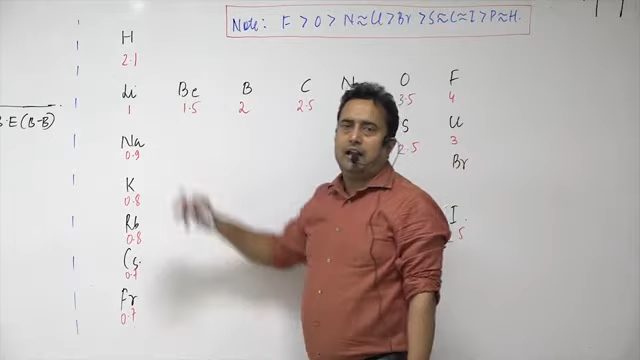 Note: F > O > N ≈ Cl > Br > S ≈ C ≈ I > P ≈ H.
H
2.1
Li Be B C N O F
1 1.5 2 2.5 3.5 4
S.E (B-B)
Na S Cl
0.9 2.5 3
Br
K
0.8
Rb I
0.8 5
Cs
0.7
Fr
0.7